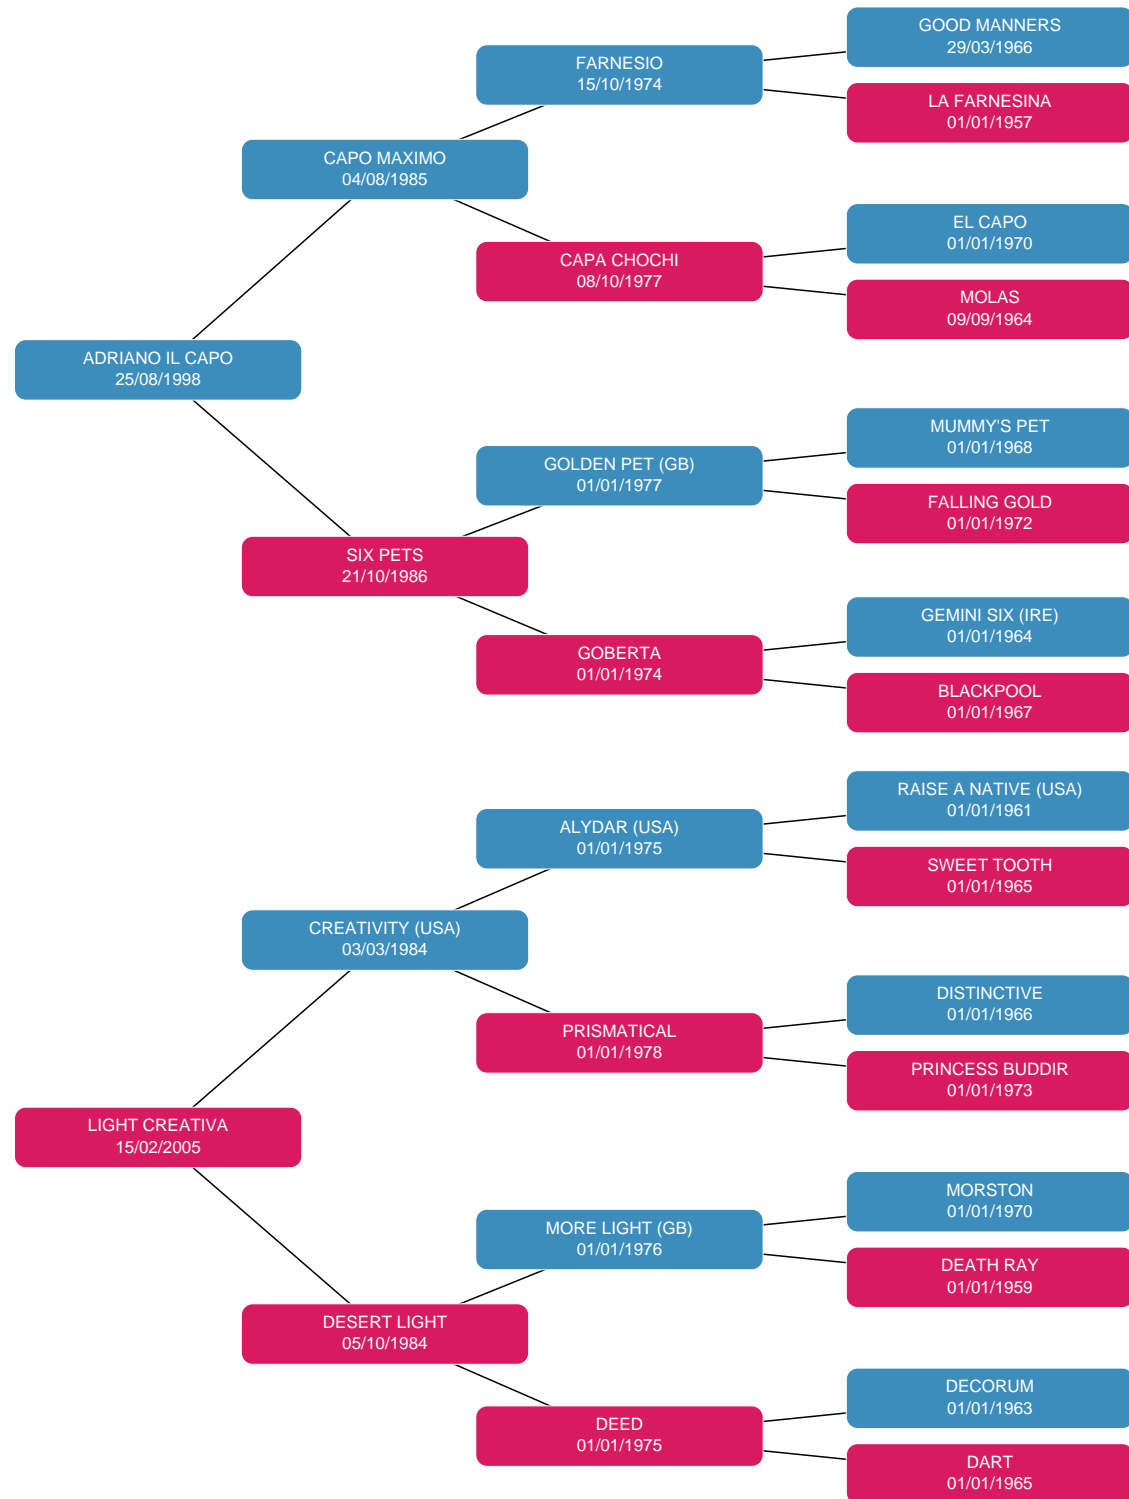 GOOD MANNERS
29/03/1966
FARNESIO
15/10/1974
LA FARNESINA
01/01/1957
CAPO MAXIMO
04/08/1985
EL CAPO
01/01/1970
CAPA CHOCHI
08/10/1977
MOLAS
09/09/1964
ADRIANO IL CAPO
25/08/1998
MUMMY'S PET
01/01/1968
GOLDEN PET (GB)
01/01/1977
FALLING GOLD
01/01/1972
SIX PETS
21/10/1986
GEMINI SIX (IRE)
01/01/1964
GOBERTA
01/01/1974
BLACKPOOL
01/01/1967
RAISE A NATIVE (USA)
01/01/1961
ALYDAR (USA)
01/01/1975
SWEET TOOTH
01/01/1965
CREATIVITY (USA)
03/03/1984
DISTINCTIVE
01/01/1966
PRISMATICAL
01/01/1978
PRINCESS BUDDIR
01/01/1973
LIGHT CREATIVA
15/02/2005
MORSTON
01/01/1970
MORE LIGHT (GB)
01/01/1976
DEATH RAY
01/01/1959
DESERT LIGHT
05/10/1984
DECORUM
01/01/1963
DEED
01/01/1975
DART
01/01/1965